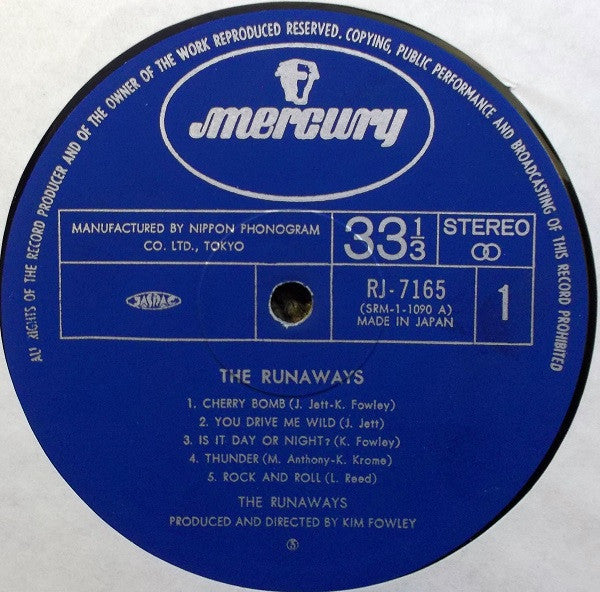 ALL RIGHTS OF THE RECORD PRODUCER AND OF THE OWNER OF THE WORK REPRODUCED RESERVED. COPYING, PUBLIC PERFORMANCE AND BROADCASTING OF THIS RECORD PROHIBITED
mercury
MANUFACTURED BY NIPPON PHONOGRAM
CO. LTD., TOKYO
33 1/3
STEREO
JASRAC
RJ-7165
(SRM-1-1090 A)
MADE IN JAPAN
1
THE RUNAWAYS
1. CHERRY BOMB (J. Jett-K. Fowley)
2. YOU DRIVE ME WILD (J. Jett)
3. IS IT DAY OR NIGHT? (K. Fowley)
4. THUNDER (M. Anthony-K. Krome)
5. ROCK AND ROLL (L. Reed)
THE RUNAWAYS
PRODUCED AND DIRECTED BY KIM FOWLEY